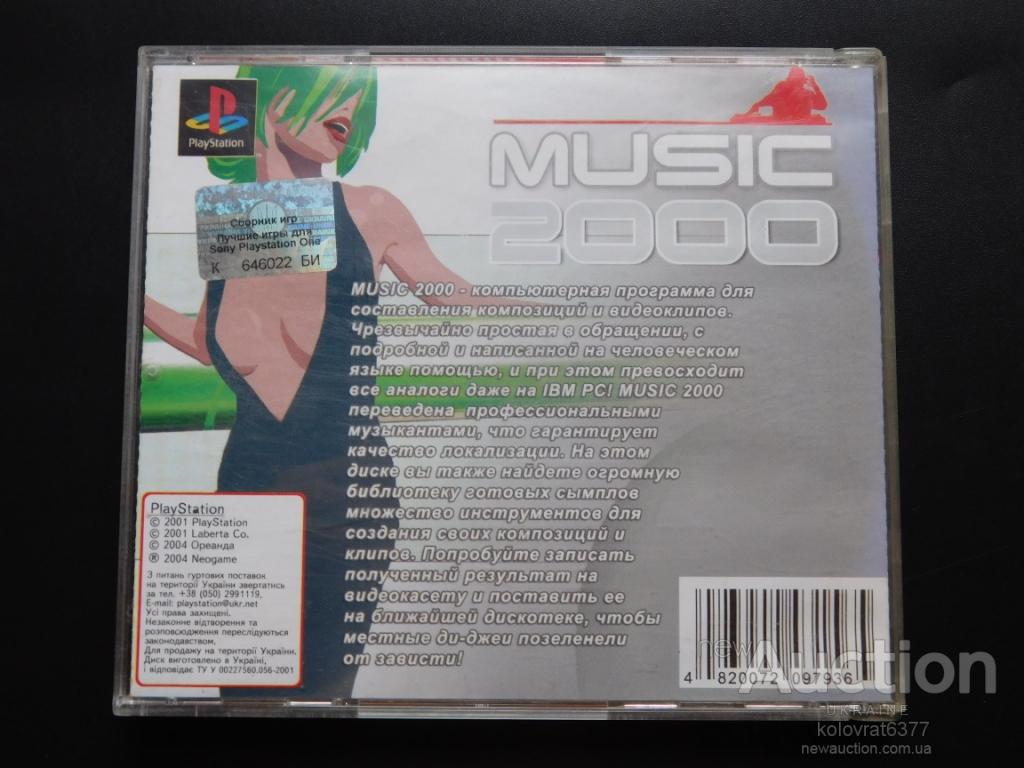 PlayStation
MUSIC
2000
Сборник игр
Лучшие игры для
Sony Playstation One
К 646022 БИ
MUSIC 2000 - компьютерная программа для
составления композиций и видеоклипов.
Чрезвычайно простая в обращении, с
подробной и написанной на человеческом
языке помощью, и при этом превосходит
все аналоги даже на IBM PC! MUSIC 2000
переведена профессиональными
музыкантами, что гарантирует
качество локализации. На этом
диске вы также найдете огромную
библиотеку готовых сымплов
множество инструментов для
создания своих композиций и
клипов. Попробуйте записать
полученный результат на
видеокасету и поставить ее
на ближайшей дискотеке, чтобы
местные ди-джеи позеленели
от зависти!
PlayStation
© 2001 PlayStation
© 2001 Laberta Co.
© 2004 Ореанда
® 2004 Neogame
З питань гуртових поставок
на території України звертатись
за тел. +38 (050) 2991119,
E-mail: playstation@ukr.net
Усі права захищені.
Незаконне відтворення та
розповсюдження переслідуються
законодавством.
Для продажу на території України.
Диск виготовлено в Україні,
і відповідає ТУ У 00227560.056-2001
4 820072 097936
newAuction
UKRAINE
kolovrat6377
newauction.com.ua